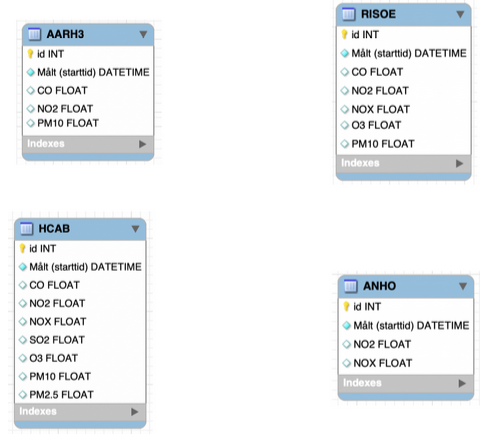 AARH3
id INT
Målt (starttid) DATETIME
CO FLOAT
NO2 FLOAT
PM10 FLOAT
Indexes
RISOE
id INT
Målt (starttid) DATETIME
CO FLOAT
NO2 FLOAT
NOX FLOAT
O3 FLOAT
PM10 FLOAT
Indexes
HCAB
id INT
Målt (starttid) DATETIME
CO FLOAT
NO2 FLOAT
NOX FLOAT
SO2 FLOAT
O3 FLOAT
PM10 FLOAT
PM2.5 FLOAT
Indexes
ANHO
id INT
Målt (starttid) DATETIME
NO2 FLOAT
NOX FLOAT
Indexes